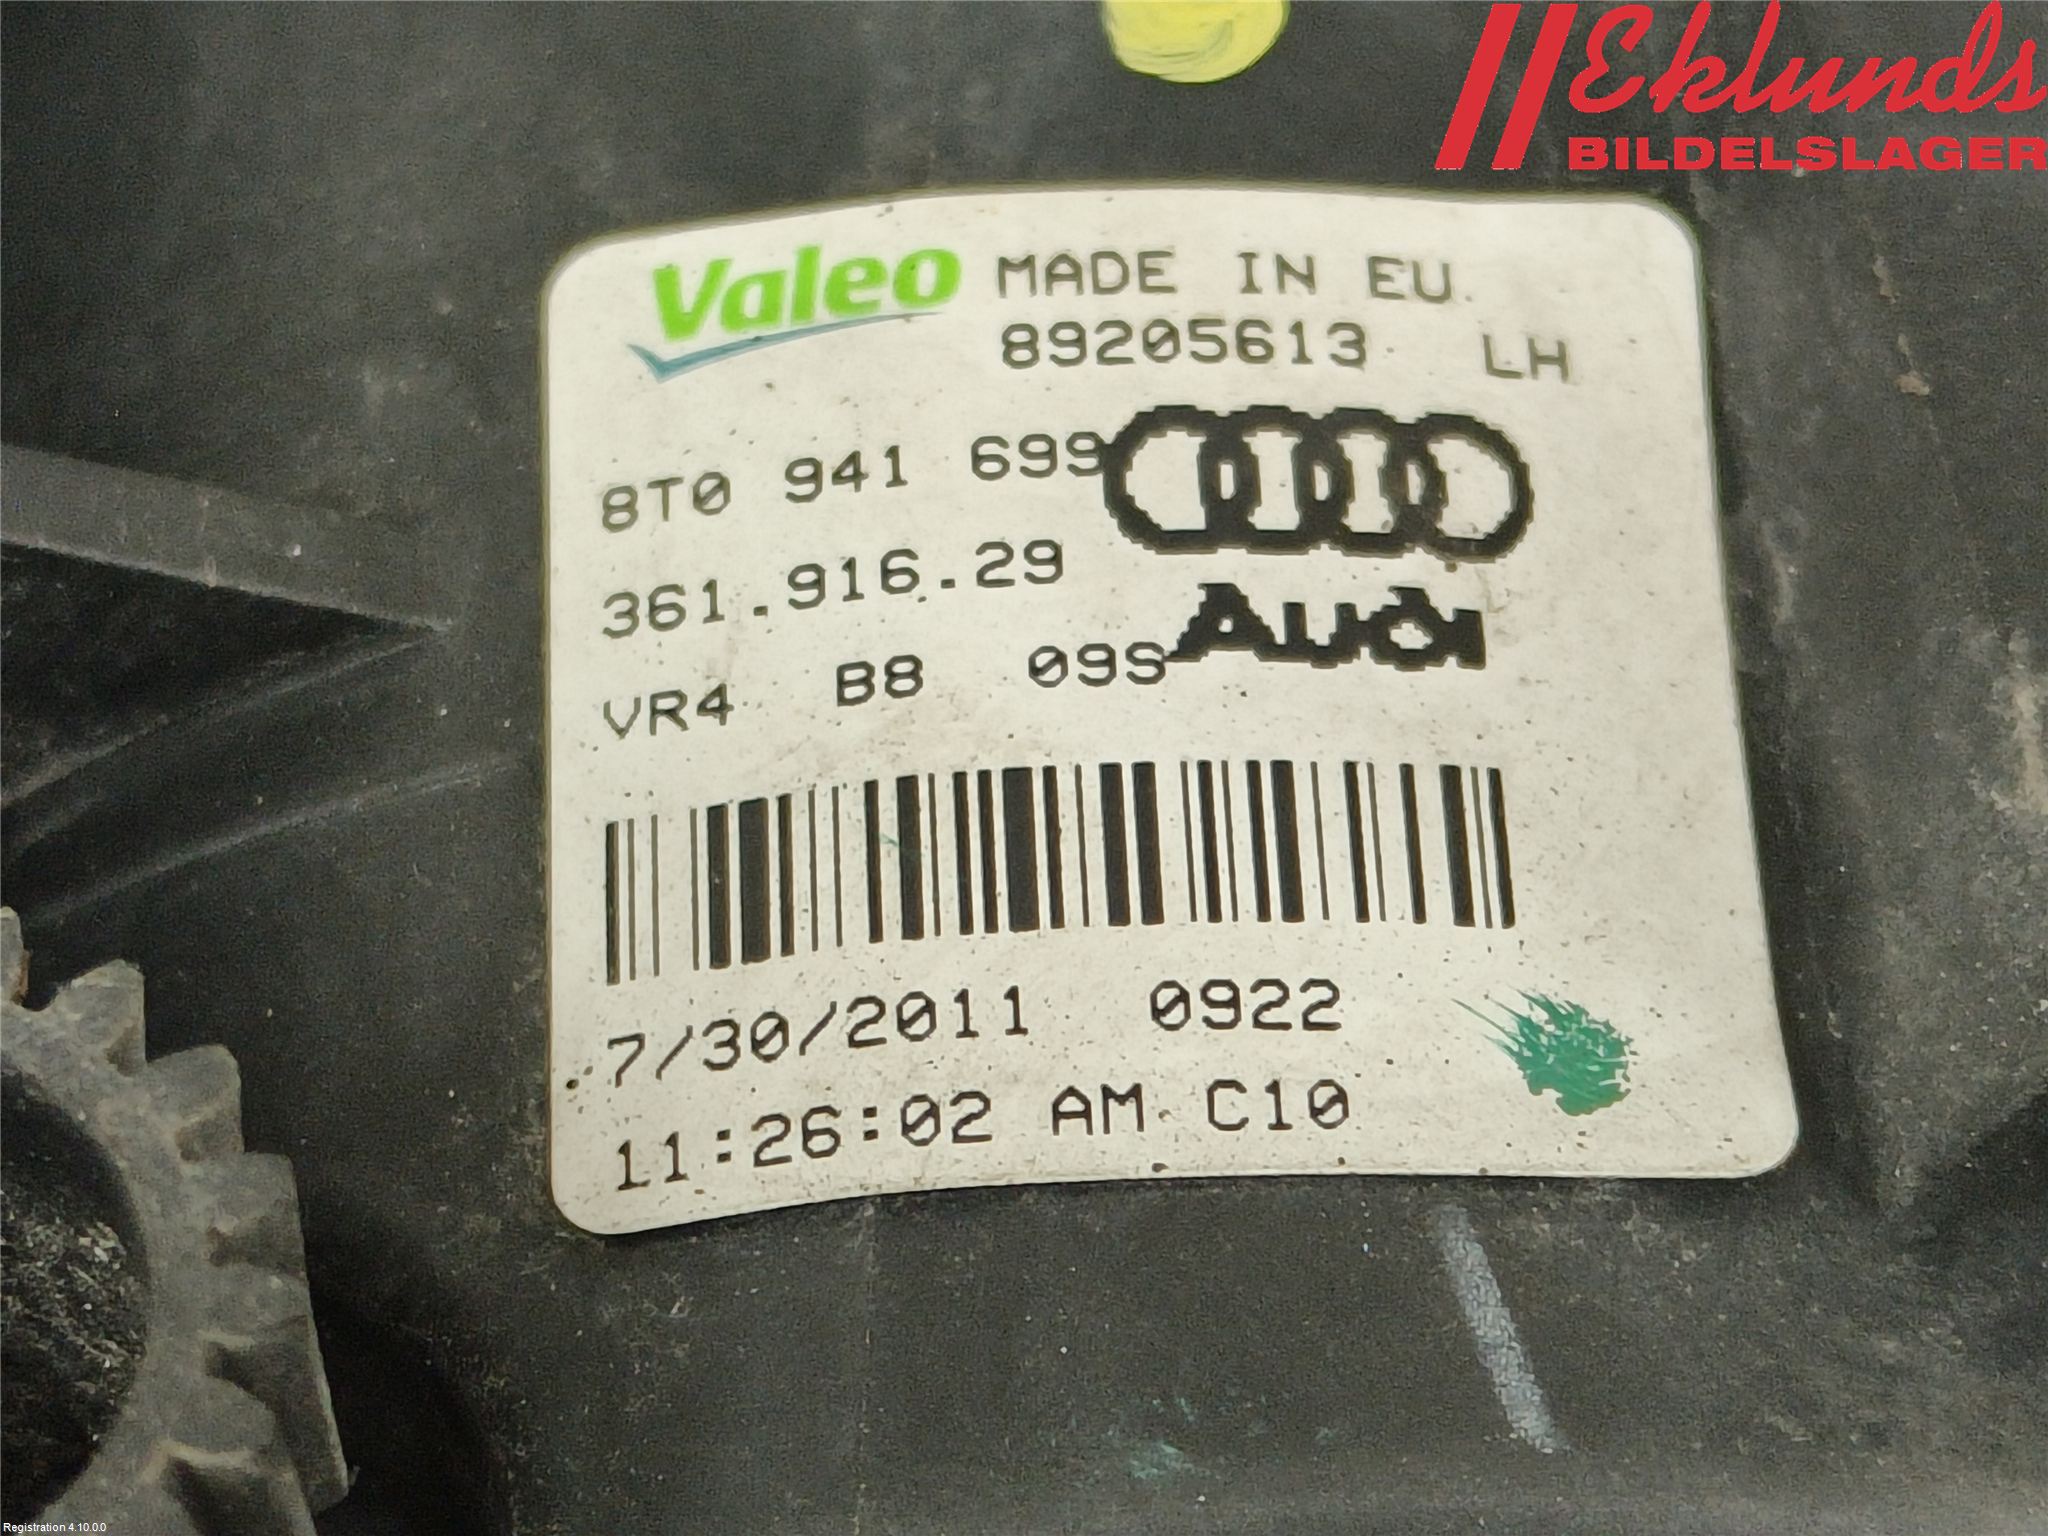 Eklunds
BILDELSLAGER
Valeo MADE IN EU
89205613 LH
8T0 941 699
361.916.29
VR4 B8 09S
Audi
7/30/2011 0922
11:26:02 AM C10
Registration 4.10.0.0